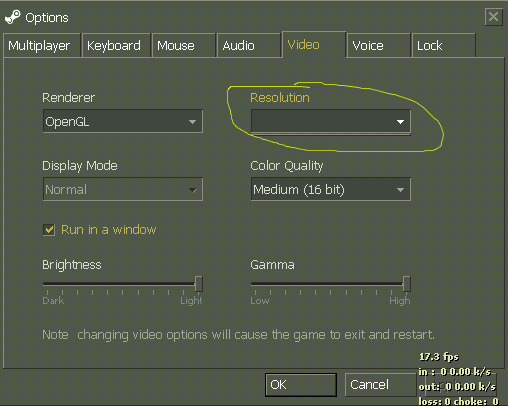 Options
Multiplayer Keyboard Mouse Audio Video Voice Lock
Renderer Resolution
OpenGL
Display Mode Color Quality
Normal Medium (16 bit)
Run in a window
Brightness Gamma
Dark Light Low High
Note changing video options will cause the game to exit and restart.
17.3 fps
in : 0 0.00 k/s
OK Cancel out: 0 0.00 k/s
loss: 0 choke: 0